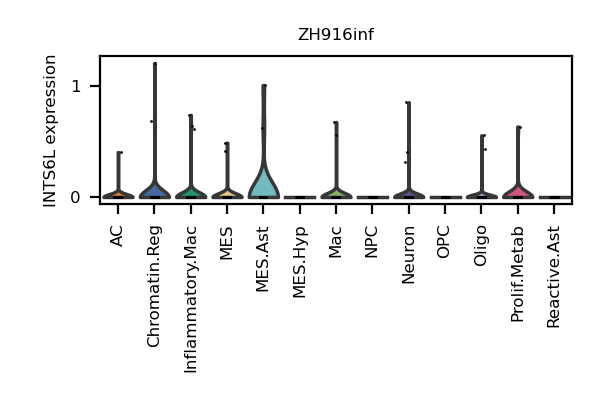 ZH916inf
INTS6L expression
1
0
AC
Chromatin.Reg
Inflammatory.Mac
MES
MES.Ast
MES.Hyp
Mac
NPC
Neuron
OPC
Oligo
Prolif.Metab
Reactive.Ast